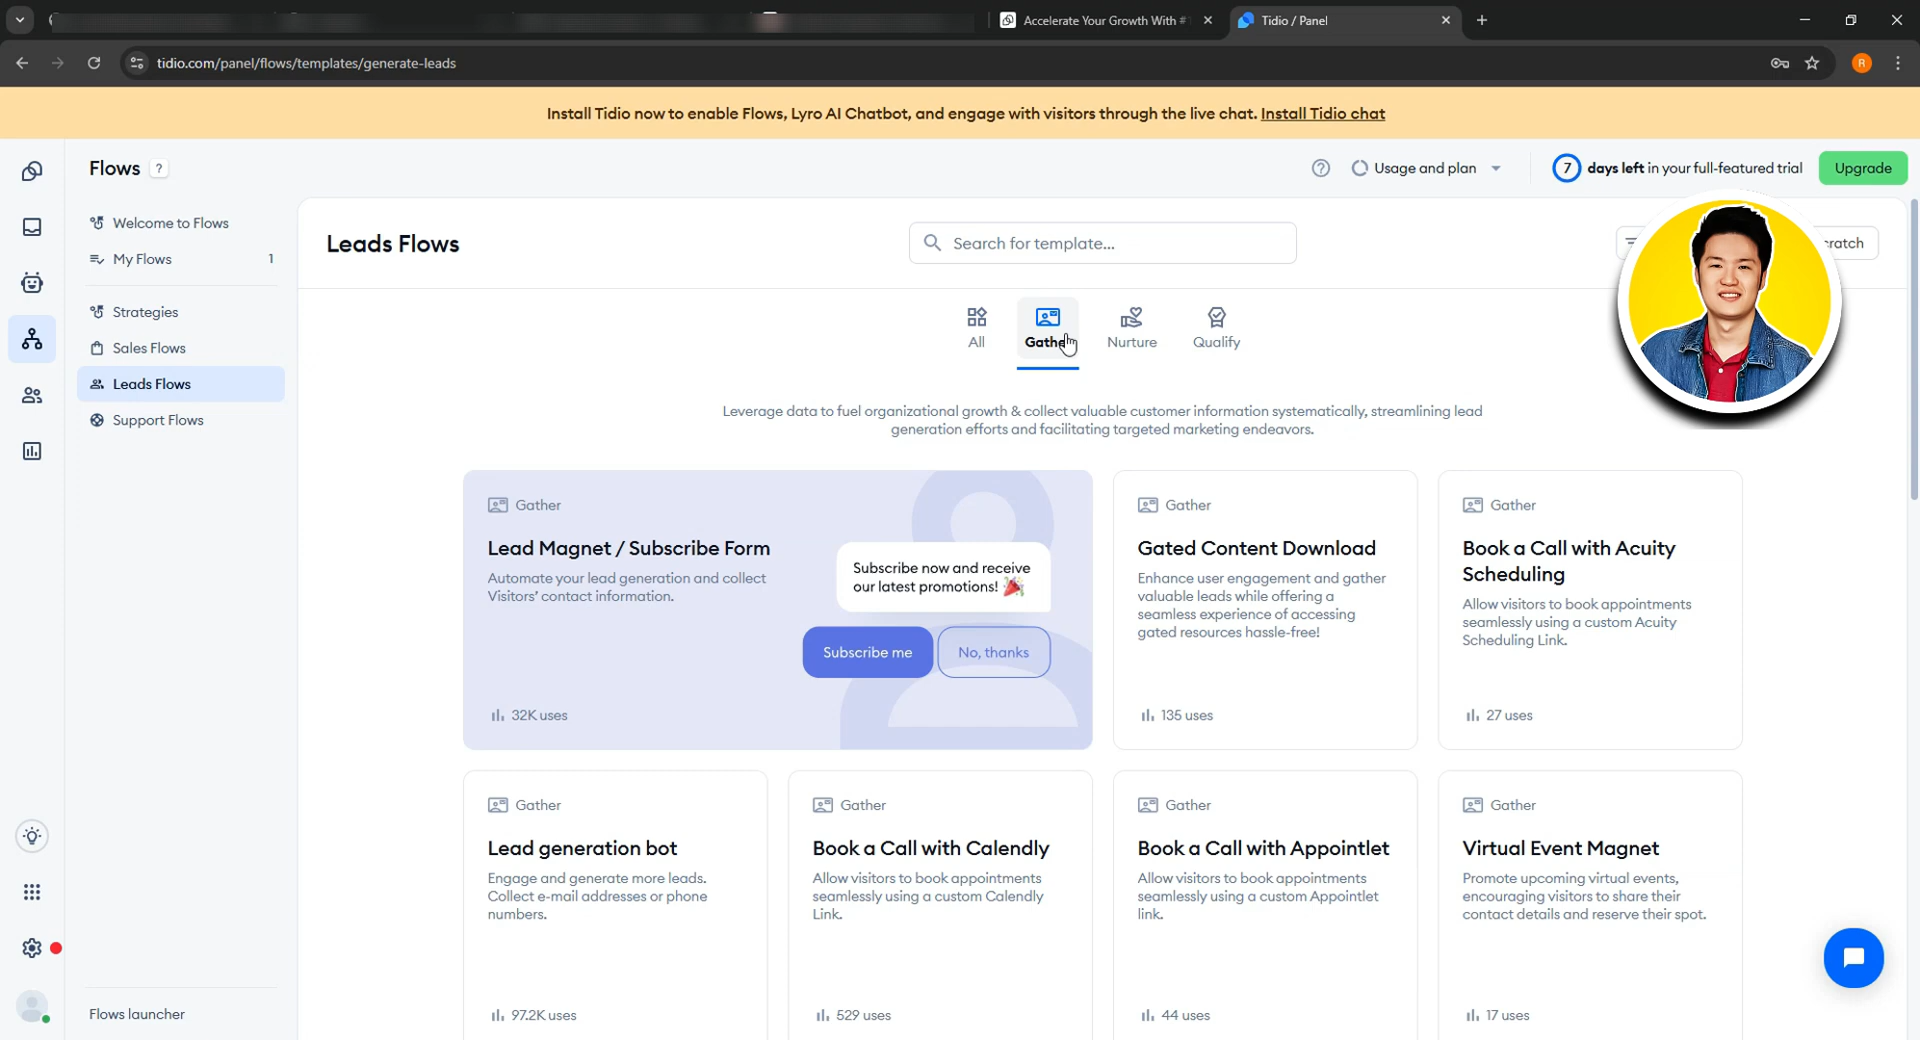 Accelerate Your Growth With #
Tidio / Panel
tidio.com/panel/flows/templates/generate-leads
R
Install Tidio now to enable Flows, Lyro AI Chatbot, and engage with visitors through the live chat. Install Tidio chat
Flows ?
Usage and plan
7 days left in your full-featured trial
Upgrade
Welcome to Flows
My Flows 1
Strategies
Sales Flows
Leads Flows
Support Flows
Flows launcher
Leads Flows
Search for template...
cratch
All
Gather
Nurture
Qualify
Leverage data to fuel organizational growth & collect valuable customer information systematically, streamlining lead
generation efforts and facilitating targeted marketing endeavors.
Gather
Lead Magnet / Subscribe Form
Automate your lead generation and collect
Visitors' contact information.
Subscribe now and receive
our latest promotions! 🎉
Subscribe me
No, thanks
32K uses
Gather
Gated Content Download
Enhance user engagement and gather
valuable leads while offering a
seamless experience of accessing
gated resources hassle-free!
135 uses
Gather
Book a Call with Acuity
Scheduling
Allow visitors to book appointments
seamlessly using a custom Acuity
Scheduling Link.
27 uses
Gather
Lead generation bot
Engage and generate more leads.
Collect e-mail addresses or phone
numbers.
97.2K uses
Gather
Book a Call with Calendly
Allow visitors to book appointments
seamlessly using a custom Calendly
Link.
529 uses
Gather
Book a Call with Appointlet
Allow visitors to book appointments
seamlessly using a custom Appointlet
link.
44 uses
Gather
Virtual Event Magnet
Promote upcoming virtual events,
encouraging visitors to share their
contact details and reserve their spot.
17 uses